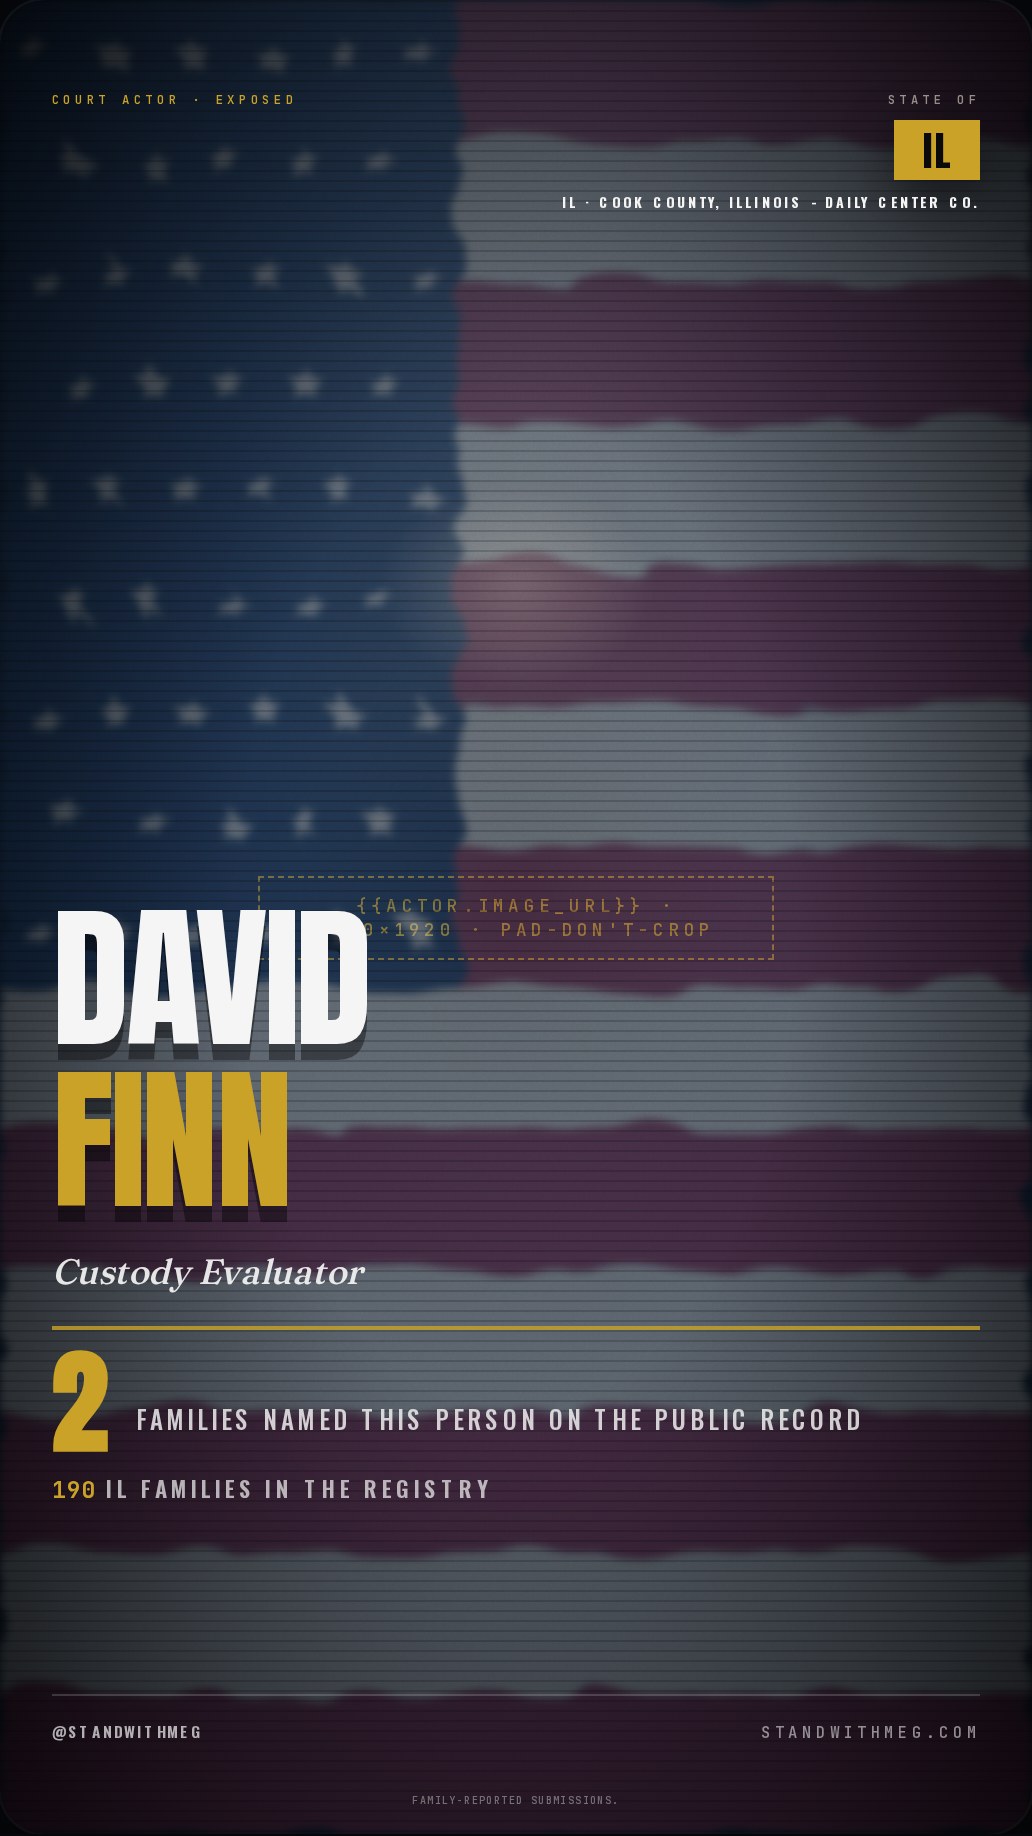 COURT ACTOR · EXPOSED
STATE OF
IL
IL · COOK COUNTY, ILLINOIS - DAILY CENTER CO.
{{ACTOR.IMAGE_URL}} ·
0×1920 · PAD-DON'T-CROP
DAVID
FINN
Custody Evaluator
2 FAMILIES NAMED THIS PERSON ON THE PUBLIC RECORD
190 IL FAMILIES IN THE REGISTRY
@STANDWITHMEG
STANDWITHMEG.COM
FAMILY-REPORTED SUBMISSIONS.